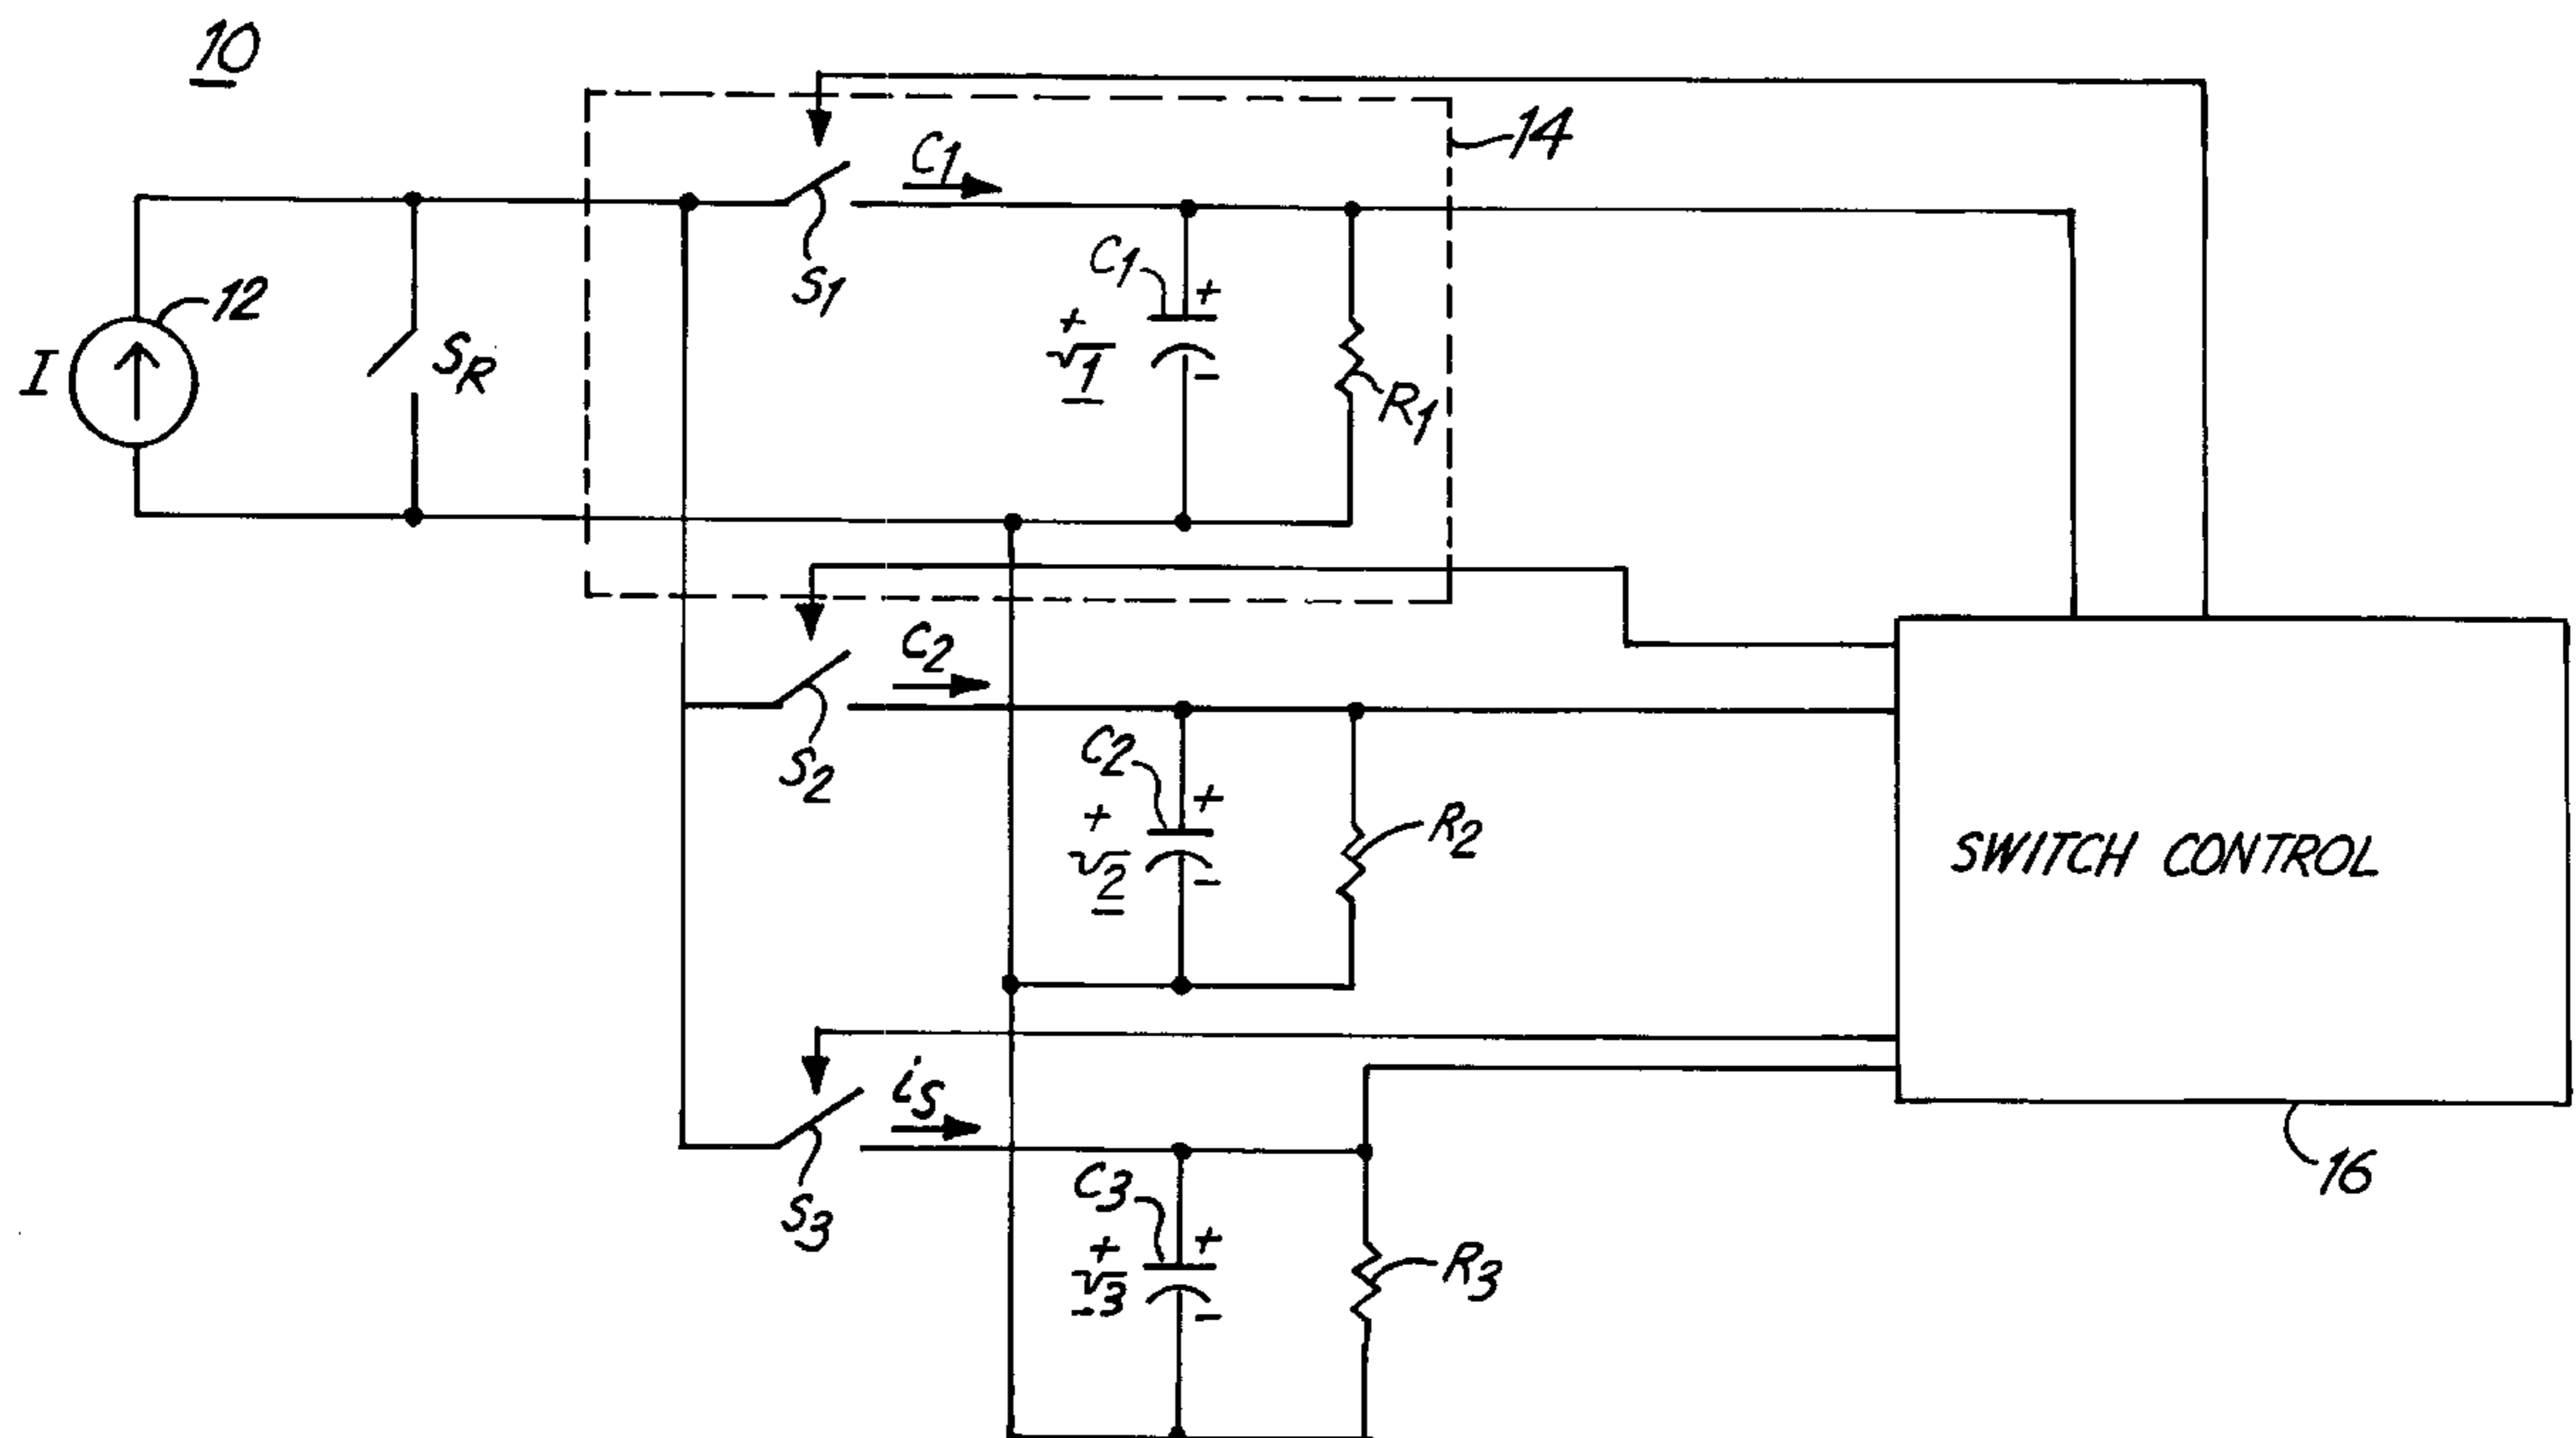 10
14
C1
S1
C1
+
+
V1
-
R1
12
I
SR
C2
S2
C2
+
+
V2
-
R2
SWITCH CONTROL
16
iS
S3
C3
+
+
V3
-
R3